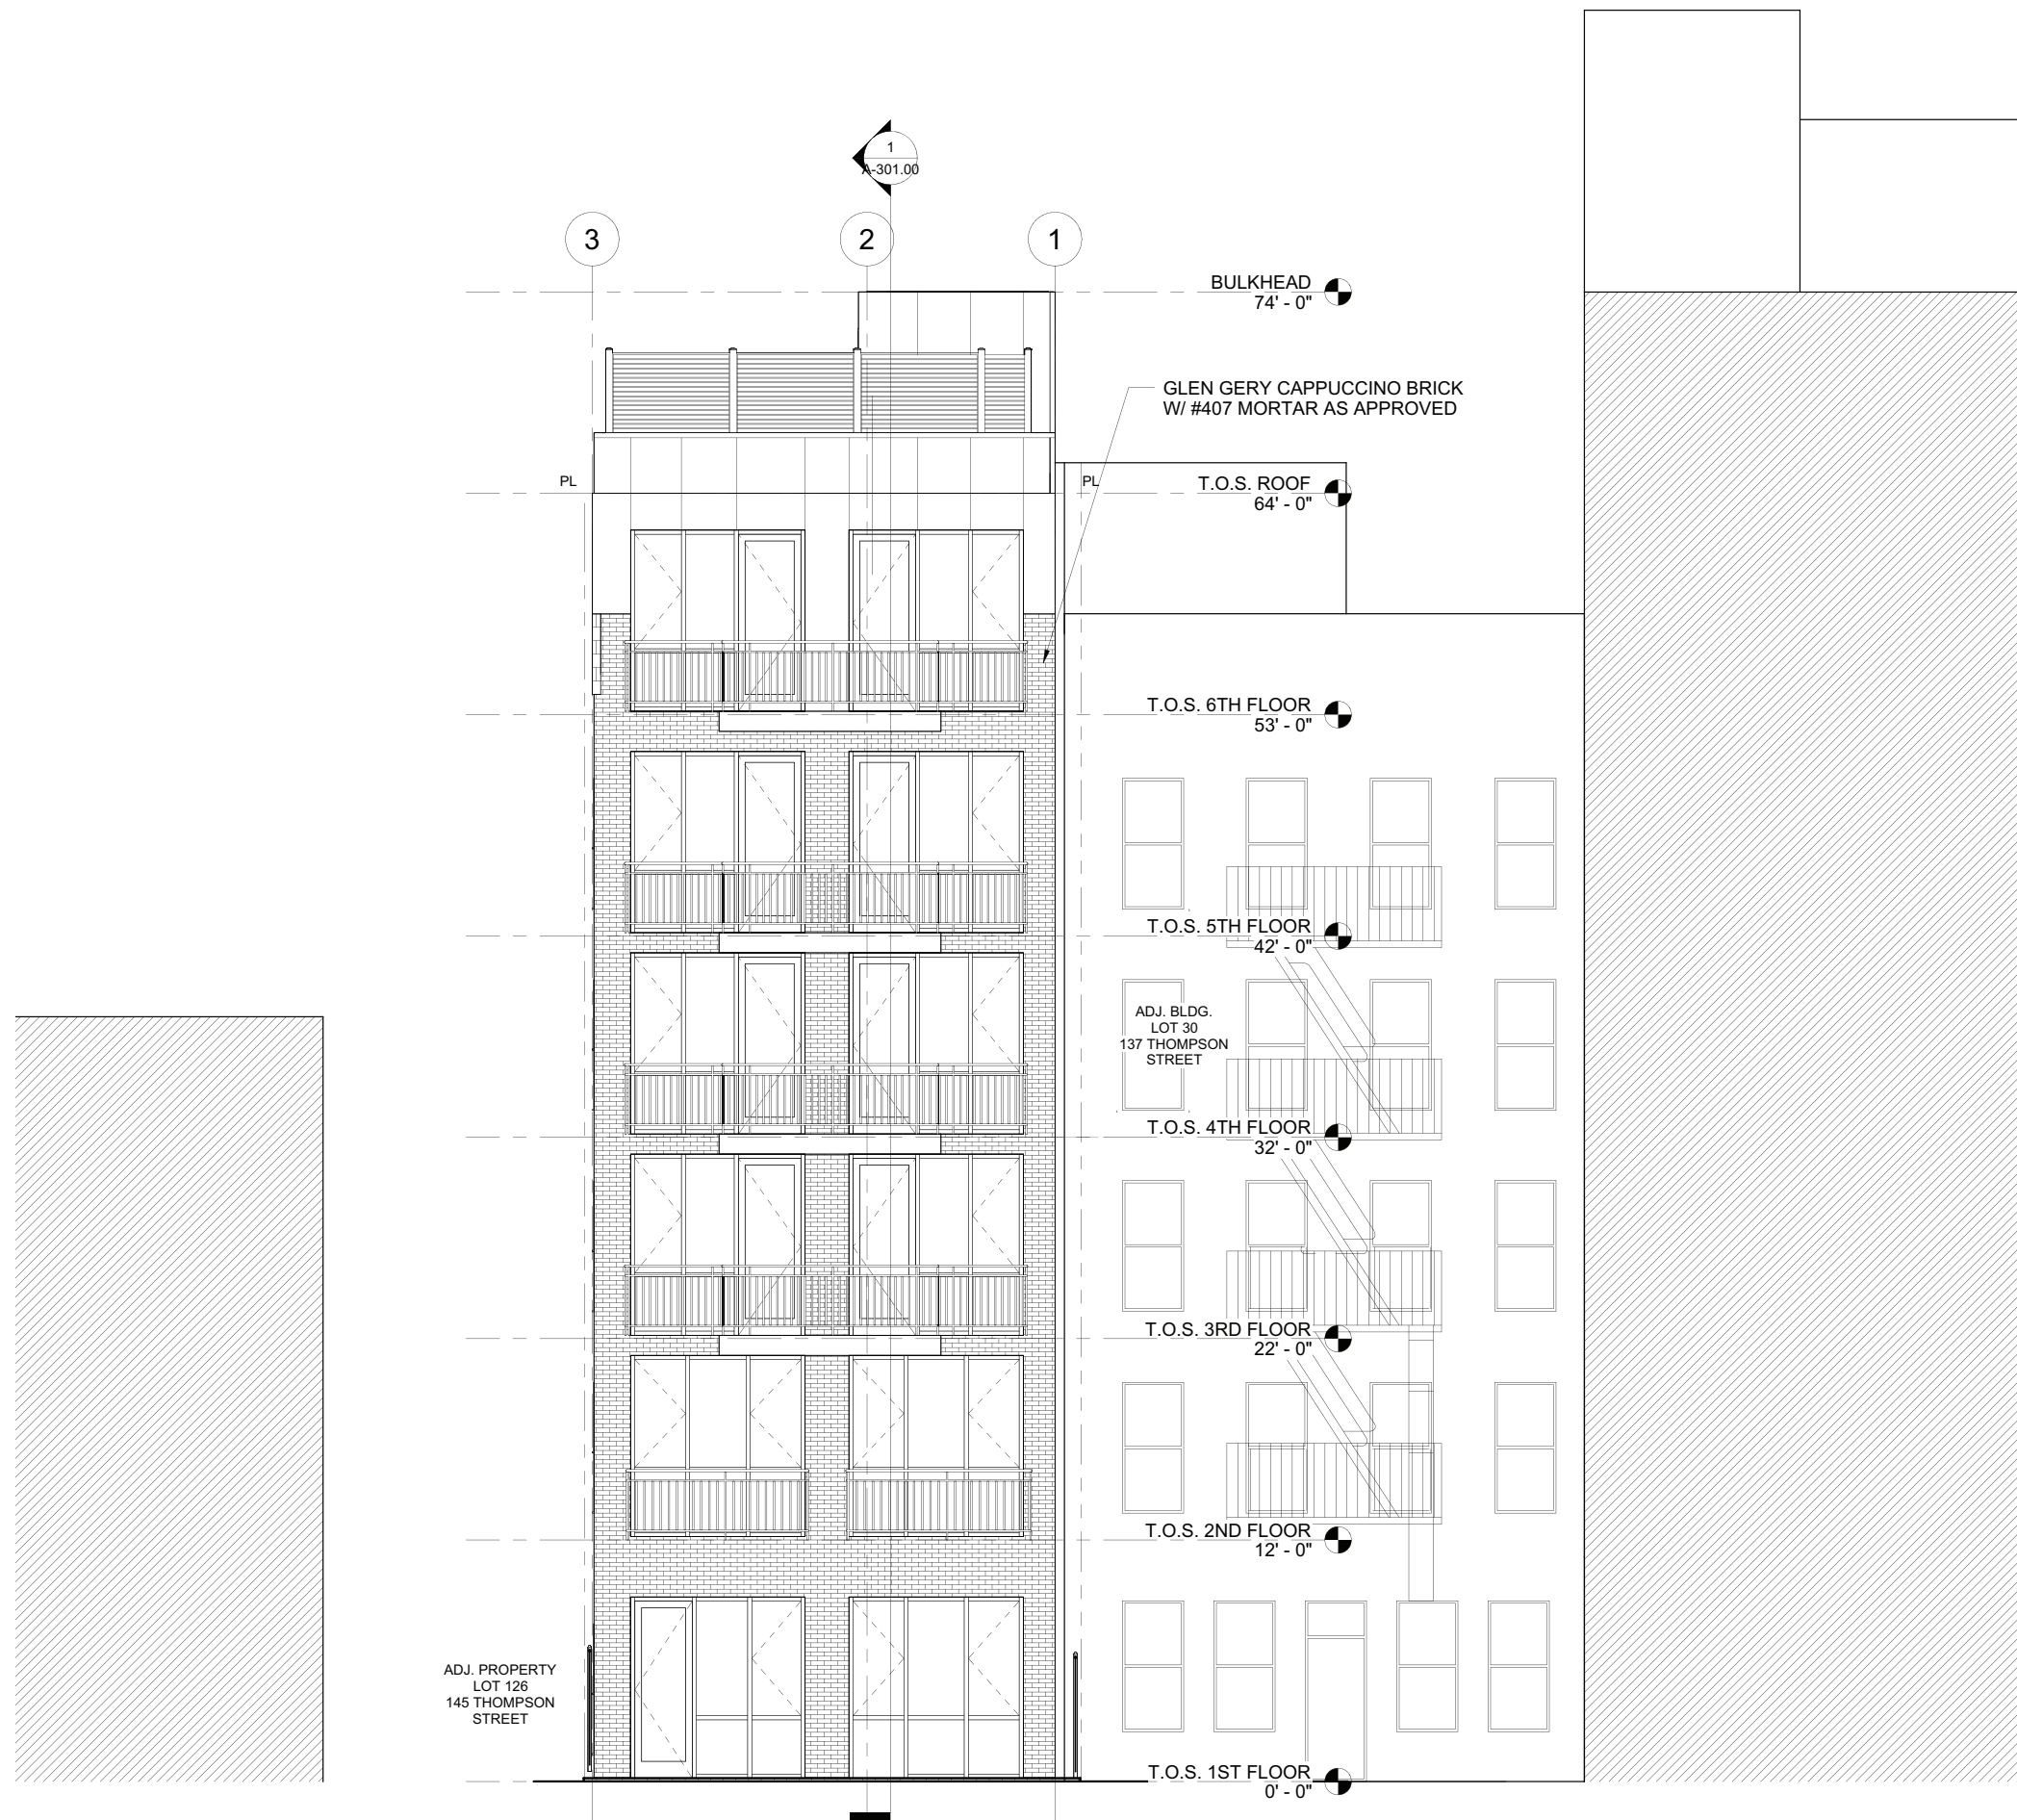 1
A-301.00
3
2
1
BULKHEAD
74' - 0"
GLEN GERY CAPPUCCINO BRICK
W/ #407 MORTAR AS APPROVED
PL
PL
T.O.S. ROOF
64' - 0"
T.O.S. 6TH FLOOR
53' - 0"
T.O.S. 5TH FLOOR
42' - 0"
ADJ. BLDG.
LOT 30
137 THOMPSON
STREET
T.O.S. 4TH FLOOR
32' - 0"
T.O.S. 3RD FLOOR
22' - 0"
T.O.S. 2ND FLOOR
12' - 0"
ADJ. PROPERTY
LOT 126
145 THOMPSON
STREET
T.O.S. 1ST FLOOR
0' - 0"